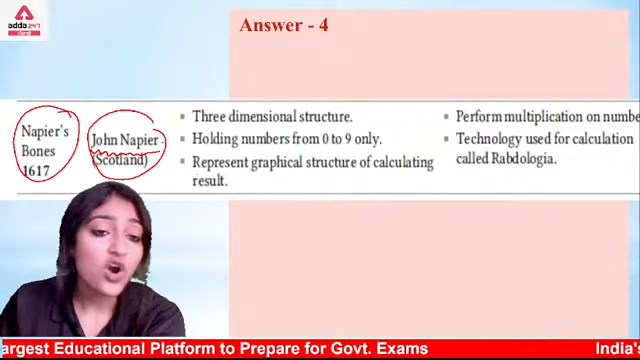 adda247
ਪੰਜਾਬੀ
Answer - 4
Napier's
Bones
1617
John Napier
(Scotland)
▪ Three dimensional structure.
▪ Holding numbers from 0 to 9 only.
▪ Represent graphical structure of calculating
result.
▪ Perform multiplication on numbe
▪ Technology used for calculation
called Rabdologia.
argest Educational Platform to Prepare for Govt. Exams
India's